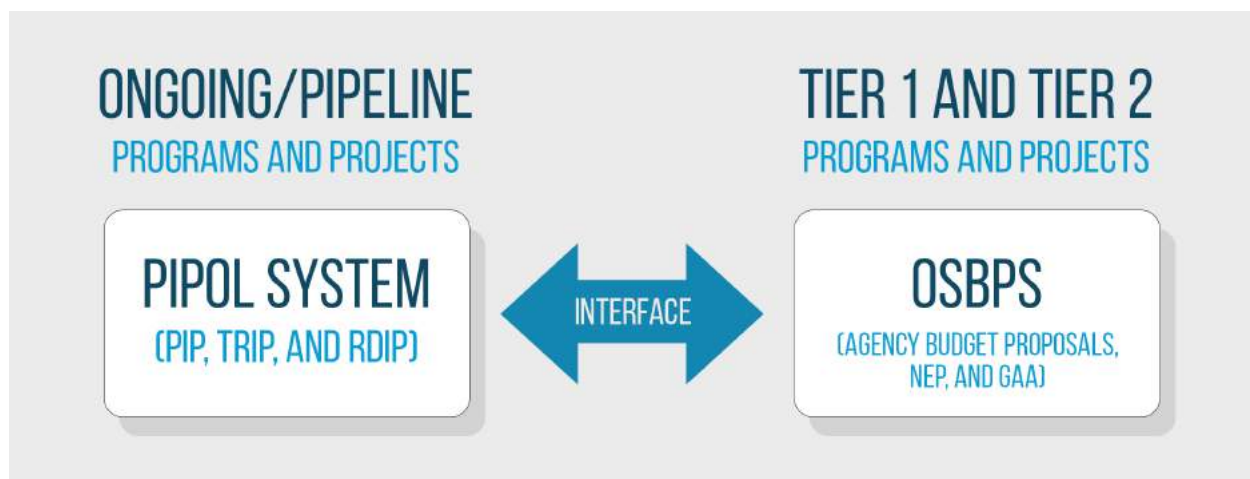 ONGOING/PIPELINE
PROGRAMS AND PROJECTS
PIPOL SYSTEM
(PIP, TRIP, AND RDIP)
INTERFACE
TIER 1 AND TIER 2
PROGRAMS AND PROJECTS
OSBPS
(AGENCY BUDGET PROPOSALS,
NEP, AND GAA)